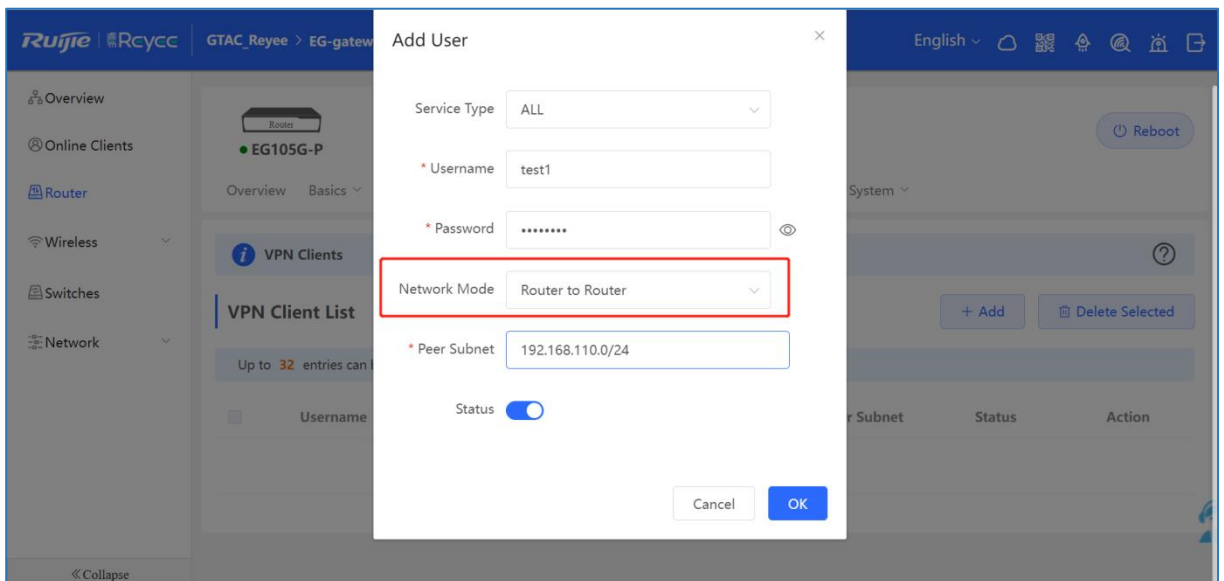 Ruijie | Rcycc GTAC_Reyee > EG-gatew English
Add User
Overview
Online Clients
Router
Wireless
Switches
Network
Collapse
Router
EG105G-P
Reboot
Overview Basics System
VPN Clients
VPN Client List
+ Add Delete Selected
Up to 32 entries can
Username r Subnet Status Action
Service Type ALL
* Username test1
* Password ••••••••
Network Mode Router to Router
* Peer Subnet 192.168.110.0/24
Status
Cancel OK